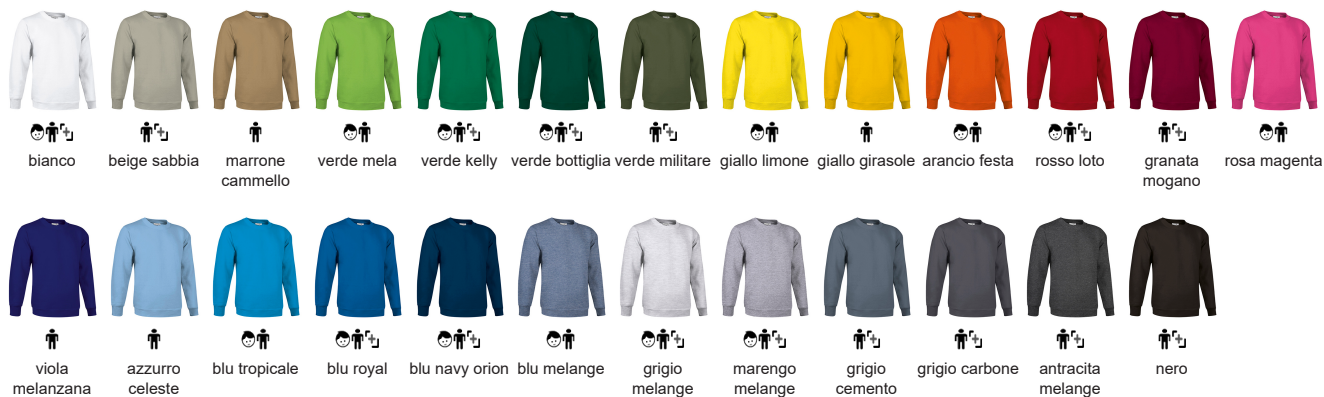 bianco
beige sabbia
marrone
cammello
verde mela
verde kelly
verde bottiglia
verde militare
giallo limone
giallo girasole
arancio festa
rosso loto
granata
mogano
rosa magenta
viola
melanzana
azzurro
celeste
blu tropicale
blu royal
blu navy orion
blu melange
grigio
melange
marengo
melange
grigio
cemento
grigio carbone
antracita
melange
nero